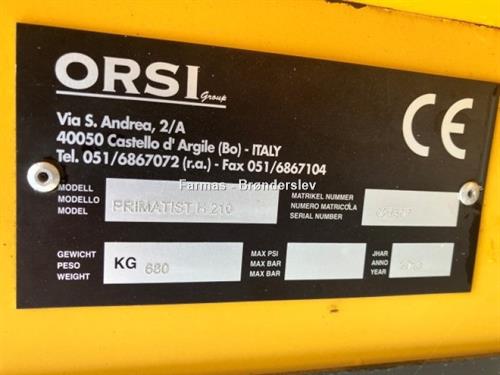 ORSI Group
CE
Via S. Andrea, 2/A
40050 Castello d' Argile (Bo) - ITALY
Tel. 051/6867072 (r.a.) - Fax 051/6867104
Farmas - Brønderslev
MODELL
MODELLO
MODEL
PRIMATIST H 210
MATRIKEL NUMMER
NUMERO MATRICOLA
SERIAL NUMBER
GEWICHT
PESO
WEIGHT
KG 680
MAX PSI
MAX BAR
MAX BAR
JHAR
ANNO
YEAR